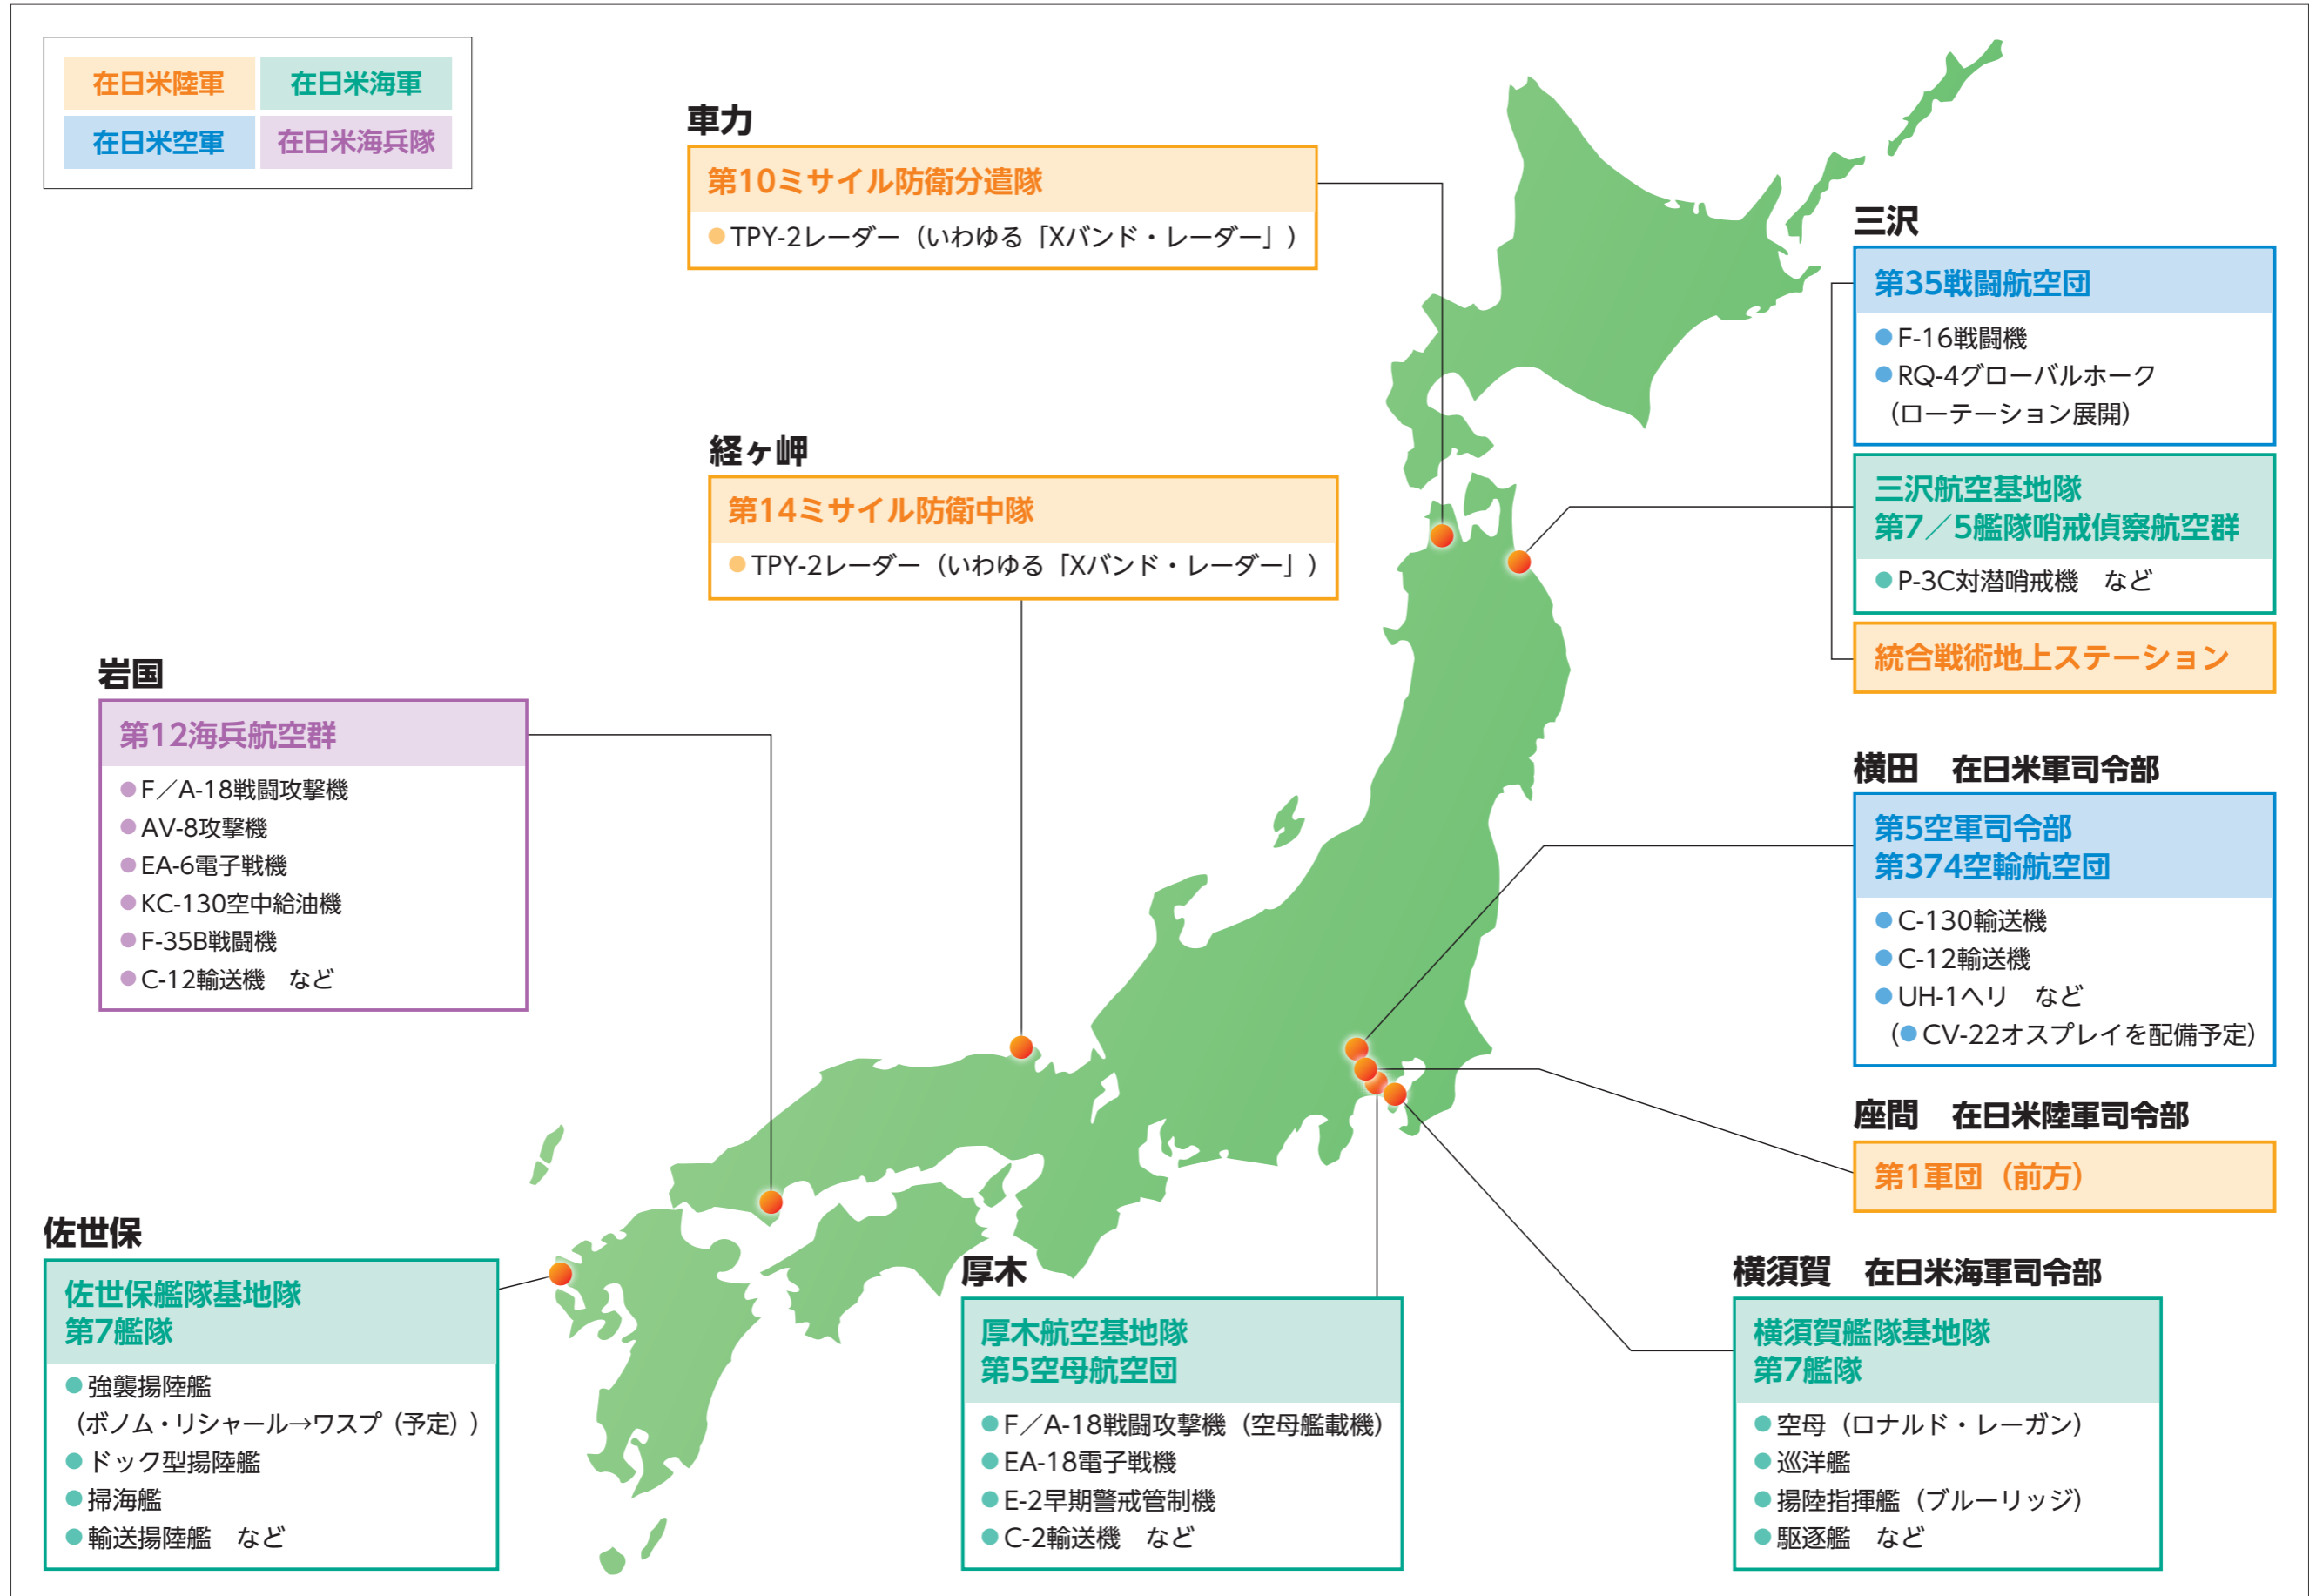 在日米陸軍
在日米海軍
在日米空軍
在日米海兵隊
車力
第10ミサイル防衛分遣隊
●TPY-2レーダー（いわゆる「Xバンド・レーダー」）
三沢
第35戦闘航空団
●F-16戦闘機
●RQ-4グローバルホーク
（ローテーション展開）
三沢航空基地隊
第7／5艦隊哨戒偵察航空群
●P-3C対潜哨戒機　など
統合戦術地上ステーション
経ヶ岬
第14ミサイル防衛中隊
●TPY-2レーダー（いわゆる「Xバンド・レーダー」）
岩国
第12海兵航空群
●F／A-18戦闘攻撃機
●AV-8攻撃機
●EA-6電子戦機
●KC-130空中給油機
●F-35B戦闘機
●C-12輸送機　など
横田　在日米軍司令部
第5空軍司令部
第374空輸航空団
●C-130輸送機
●C-12輸送機
●UH-1ヘリ　など
（●CV-22オスプレイを配備予定）
座間　在日米陸軍司令部
第1軍団（前方）
佐世保
佐世保艦隊基地隊
第7艦隊
●強襲揚陸艦
（ボノム・リシャール→ワスプ（予定））
●ドック型揚陸艦
●掃海艦
●輸送揚陸艦　など
厚木
厚木航空基地隊
第5空母航空団
●F／A-18戦闘攻撃機（空母艦載機）
●EA-18電子戦機
●E-2早期警戒管制機
●C-2輸送機　など
横須賀　在日米海軍司令部
横須賀艦隊基地隊
第7艦隊
●空母（ロナルド・レーガン）
●巡洋艦
●揚陸指揮艦（ブルーリッジ）
●駆逐艦　など